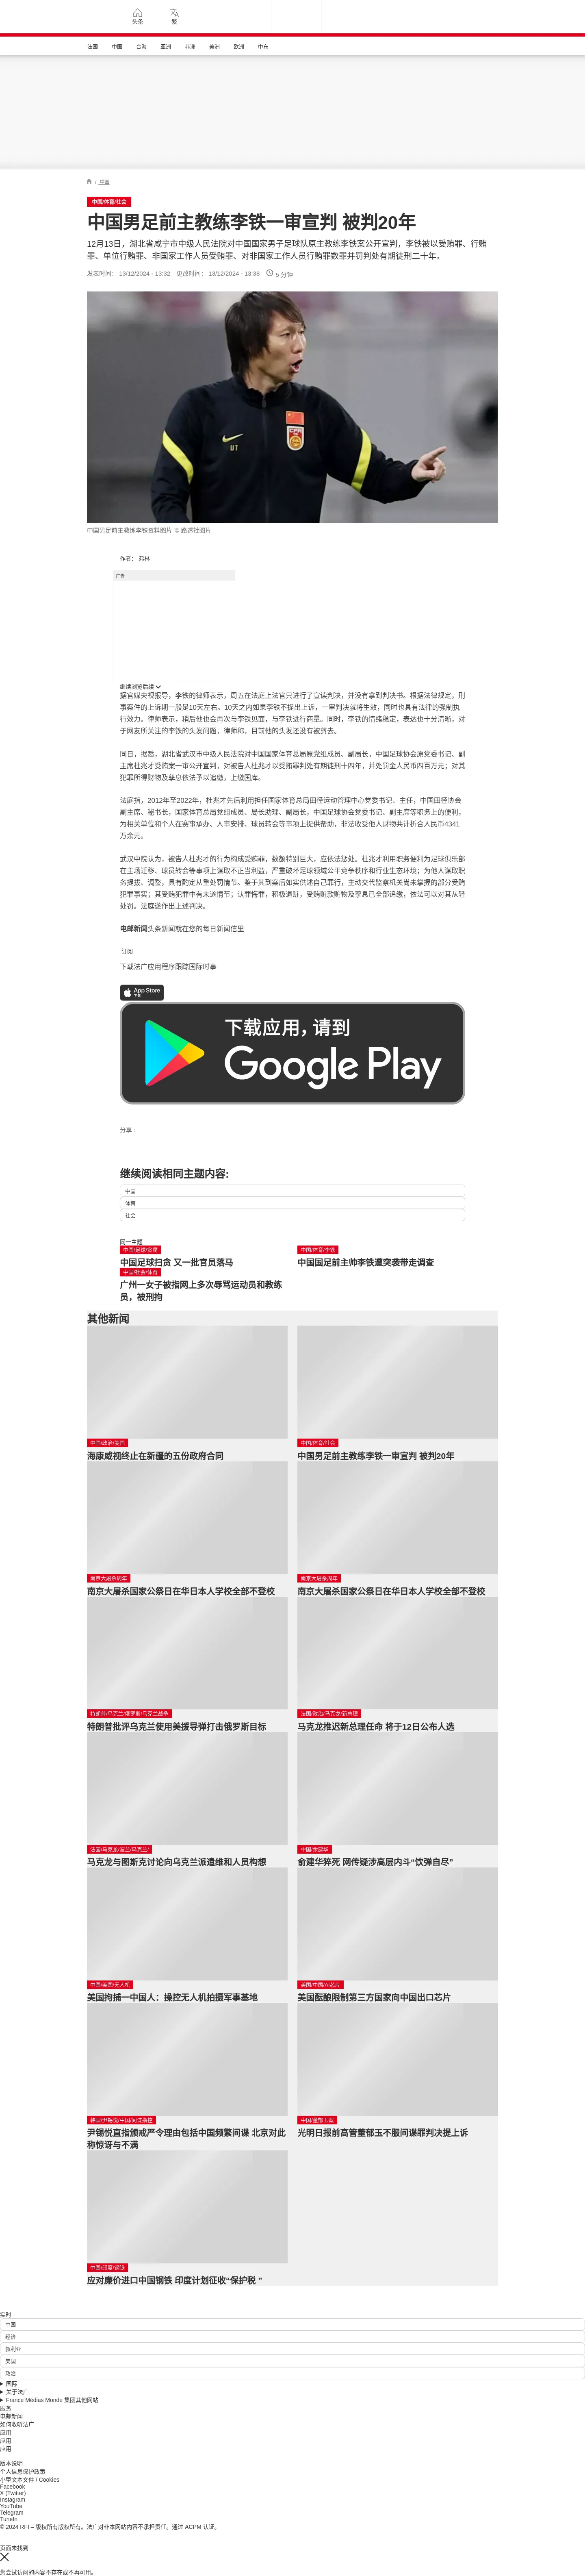 头条
繁
法国
中国
台海
亚洲
非洲
美洲
欧洲
中东
/ 中国
中国/体育/社会
中国男足前主教练李铁一审宣判 被判20年
12月13日，湖北省咸宁市中级人民法院对中国国家男子足球队原主教练李铁案公开宣判，李铁被以受贿罪、行贿
罪、单位行贿罪、非国家工作人员受贿罪、对非国家工作人员行贿罪数罪并罚判处有期徒刑二十年。
发表时间： 13/12/2024 - 13:32 更改时间： 13/12/2024 - 13:38 5 分钟
UT
中国男足前主教练李铁资料图片 © 路透社图片
作者： 弗林
广告
继续浏览后续
据官媒央视报导，李铁的律师表示，周五在法庭上法官只进行了宣读判决，并没有拿到判决书。根据法律规定，刑
事案件的上诉期一般是10天左右。10天之内如果李铁不提出上诉，一审判决就将生效，同时也具有法律的强制执
行效力。律师表示，稍后他也会再次与李铁见面，与李铁进行商量。同时，李铁的情绪稳定，表达也十分清晰，对
于网友所关注的李铁的头发问题，律师称，目前他的头发还没有被剪去。
同日，据悉，湖北省武汉市中级人民法院对中国国家体育总局原党组成员、副局长，中国足球协会原党委书记、副
主席杜兆才受贿案一审公开宣判，对被告人杜兆才以受贿罪判处有期徒刑十四年，并处罚金人民币四百万元；对其
犯罪所得财物及孳息依法予以追缴，上缴国库。
法庭指，2012年至2022年，杜兆才先后利用担任国家体育总局田径运动管理中心党委书记、主任，中国田径协会
副主席、秘书长，国家体育总局党组成员、局长助理、副局长，中国足球协会党委书记、副主席等职务上的便利，
为相关单位和个人在赛事承办、人事安排、球员转会等事项上提供帮助，非法收受他人财物共计折合人民币4341
万余元。
武汉中院认为，被告人杜兆才的行为构成受贿罪，数额特别巨大，应依法惩处。杜兆才利用职务便利为足球俱乐部
在主场迁移、球员转会等事项上谋取不正当利益，严重破坏足球领域公平竞争秩序和行业生态环境；为他人谋取职
务提拔、调整，具有酌定从重处罚情节。鉴于其到案后如实供述自己罪行，主动交代监察机关尚未掌握的部分受贿
犯罪事实；其受贿犯罪中有未遂情节；认罪悔罪，积极退赃，受贿赃款赃物及孳息已全部追缴，依法可以对其从轻
处罚。法庭遂作出上述判决。
电邮新闻头条新闻就在您的每日新闻信里
订阅
下载法广应用程序跟踪国际时事
App Store
下载
下载应用，请到
Google Play
分享：
继续阅读相同主题内容:
中国
体育
社会
同一主题
中国/足球/贪腐
中国足球扫贪 又一批官员落马
中国/体育/李铁
中国国足前主帅李铁遭突袭带走调查
中国/社会/体育
广州一女子被指网上多次辱骂运动员和教练
员，被刑拘
其他新闻
中国/政治/美国
海康威视终止在新疆的五份政府合同
中国/体育/社会
中国男足前主教练李铁一审宣判 被判20年
南京大屠杀周年
南京大屠杀国家公祭日在华日本人学校全部不登校
南京大屠杀周年
南京大屠杀国家公祭日在华日本人学校全部不登校
特朗普/乌克兰/俄罗斯/乌克兰战争
特朗普批评乌克兰使用美援导弹打击俄罗斯目标
法国/政治/马克龙/新总理
马克龙推迟新总理任命 将于12日公布人选
法国/马克龙/波兰/乌克兰/
马克龙与图斯克讨论向乌克兰派遣维和人员构想
中国/余建华
俞建华猝死 网传疑涉高层内斗“饮弹自尽”
中国/美国/无人机
美国拘捕一中国人：操控无人机拍摄军事基地
美国/中国/AI芯片
美国酝酿限制第三方国家向中国出口芯片
韩国/尹锡悦/中国/间谍指控
尹锡悦直指颁戒严令理由包括中国频繁间谍 北京对此
称惊讶与不满
中国/董郁玉案
光明日报前高管董郁玉不服间谍罪判决提上诉
中国/印度/钢铁
应对廉价进口中国钢铁 印度计划征收“保护税 ”
实时
中国
经济
叙利亚
美国
政治
国际
关于法广
France Médias Monde 集团其他网站
服务
电邮新闻
如何收听法广
应用
应用
应用
版本说明
个人信息保护政策
小型文本文件 / Cookies
Facebook
X (Twitter)
Instagram
YouTube
Telegram
TuneIn
© 2024 RFI – 版权所有版权所有。法广对非本网站内容不承担责任。通过 ACPM 认证。
页面未找到
您尝试访问的内容不存在或不再可用。